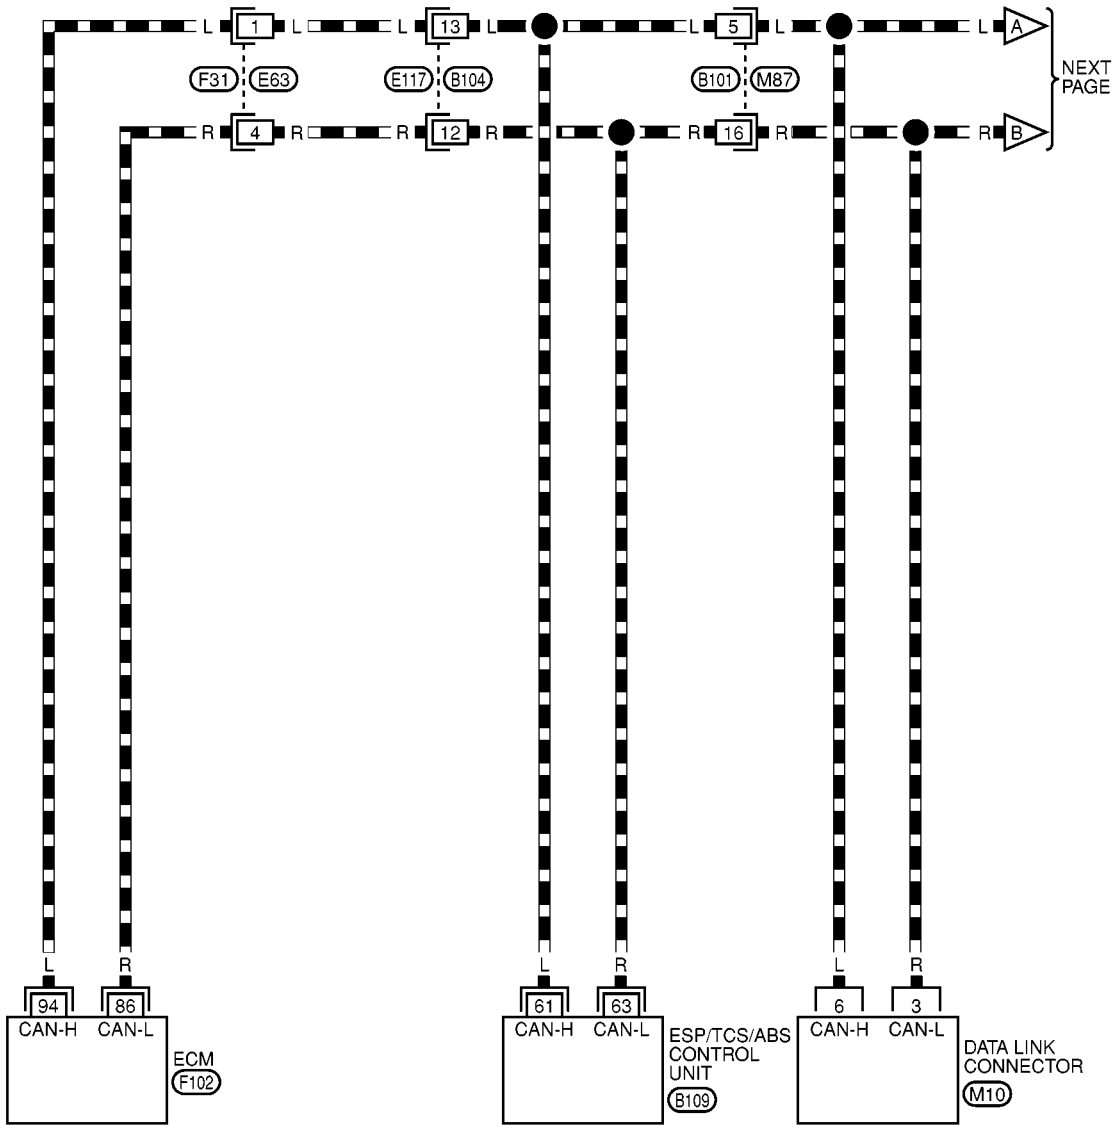 L 1 L L 13 L L 5 L L A
F31 E63 E117 B104 B101 M87
NEXT
PAGE
R 4 R R 12 R R 16 R R B
L R L R L R
94 86 61 63 6 3
CAN-H CAN-L CAN-H CAN-L CAN-H CAN-L
ECM
F102
ESP/TCS/ABS
CONTROL
UNIT
B109
DATA LINK
CONNECTOR
M10